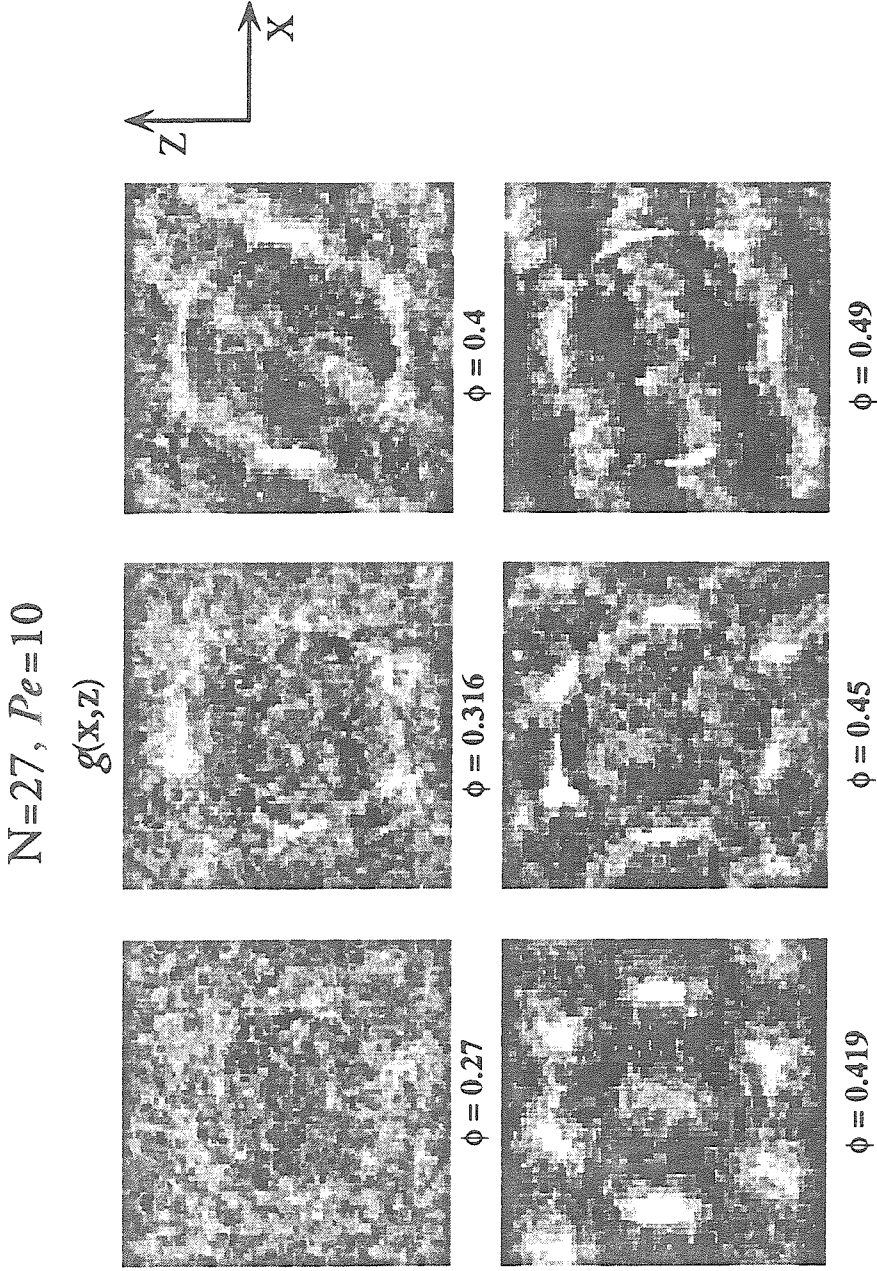 N=27, Pe=10
g(x,z)
Z
X
ϕ = 0.27
ϕ = 0.316
ϕ = 0.4
ϕ = 0.419
ϕ = 0.45
ϕ = 0.49